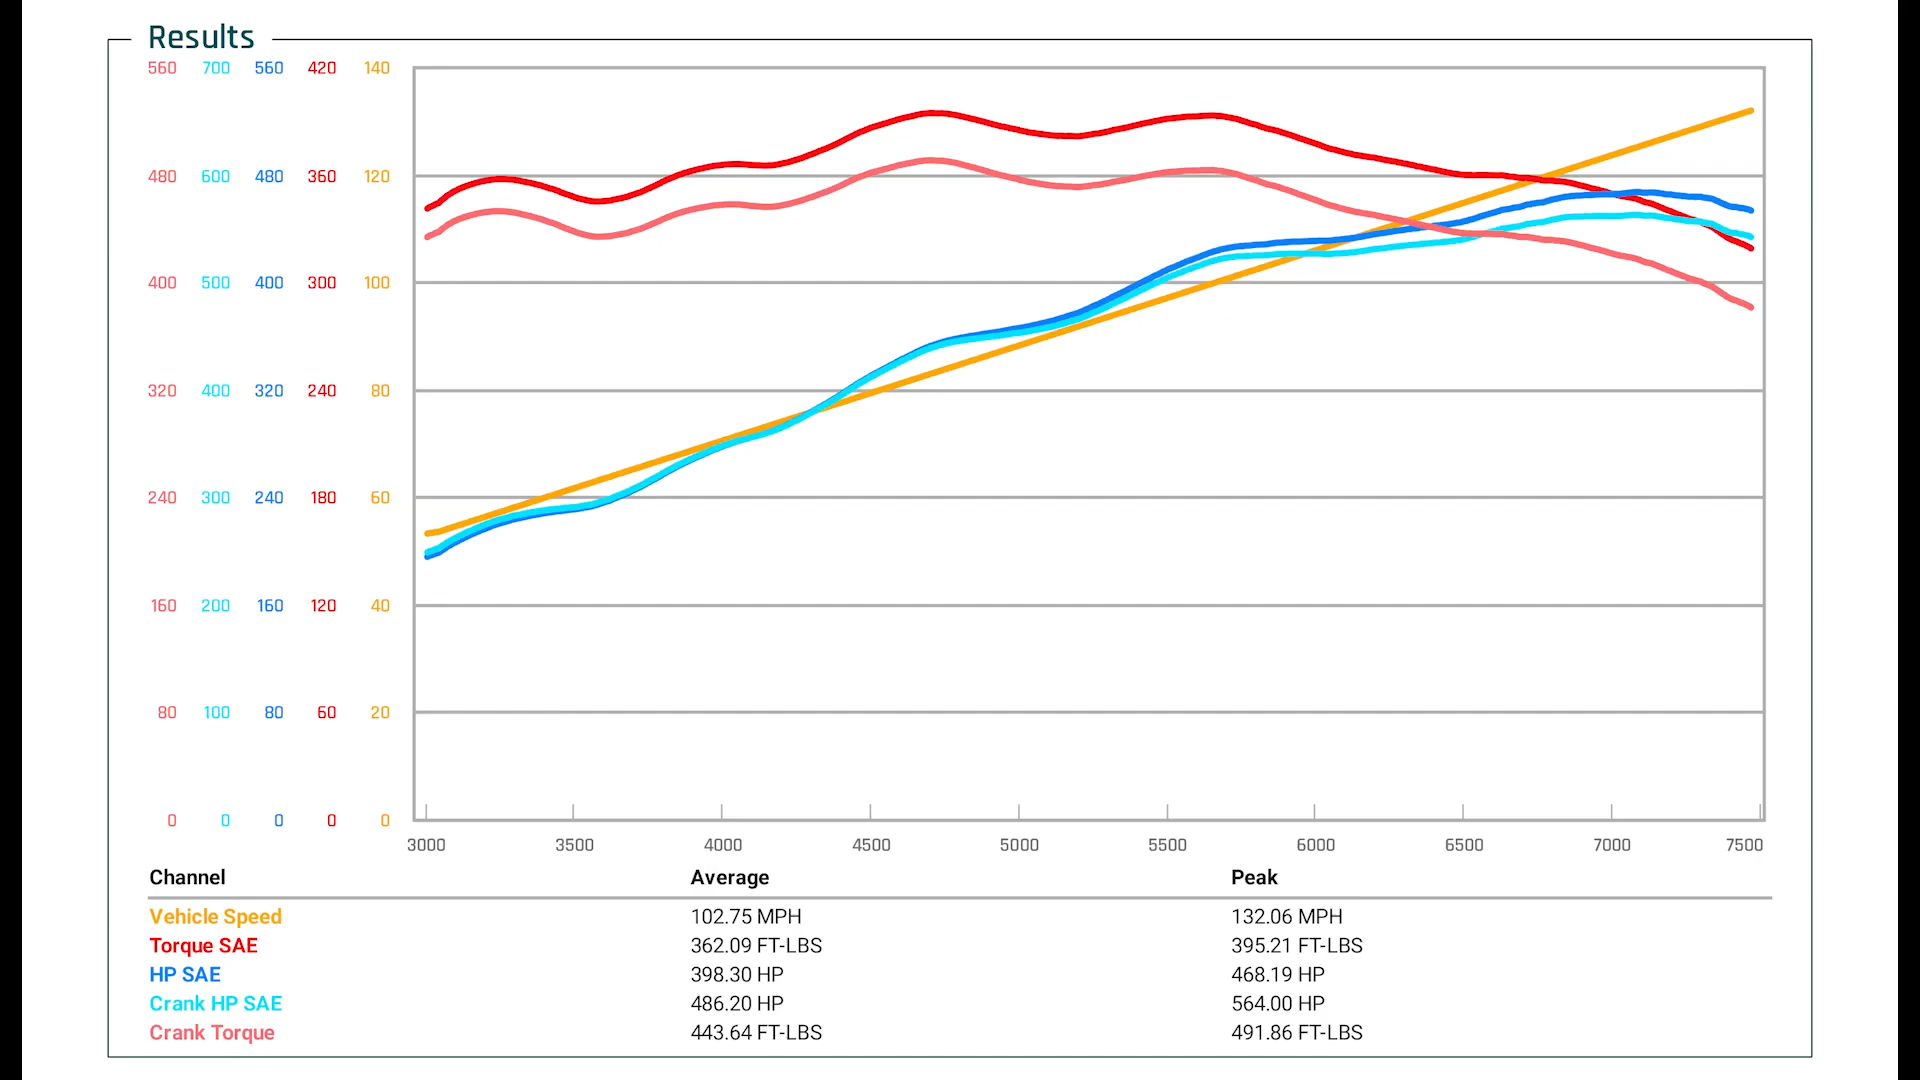 Results
560 700 560 420 140
480 600 480 360 120
400 500 400 300 100
320 400 320 240 80
240 300 240 180 60
160 200 160 120 40
80 100 80 60 20
0 0 0 0 0
3000 3500 4000 4500 5000 5500 6000 6500 7000 7500
Channel Average Peak
Vehicle Speed 102.75 MPH 132.06 MPH
Torque SAE 362.09 FT-LBS 395.21 FT-LBS
HP SAE 398.30 HP 468.19 HP
Crank HP SAE 486.20 HP 564.00 HP
Crank Torque 443.64 FT-LBS 491.86 FT-LBS